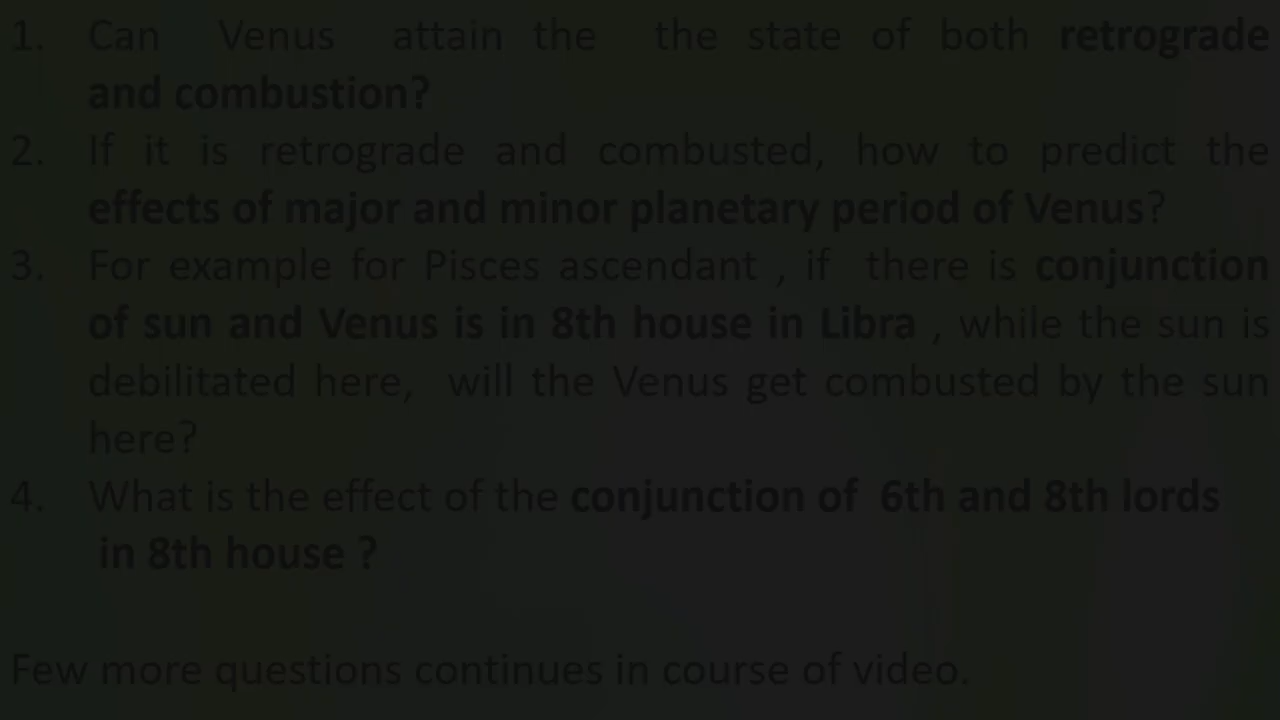 1. Can Venus attain the the state of both retrograde
and combustion?
2. If it is retrograde and combusted, how to predict the
effects of major and minor planetary period of Venus?
3. For example for Pisces ascendant , if there is conjunction
of sun and Venus is in 8th house in Libra , while the sun is
debilitated here, will the Venus get combusted by the sun
here?
4. What is the effect of the conjunction of 6th and 8th lords
in 8th house ?
Few more questions continues in course of video.